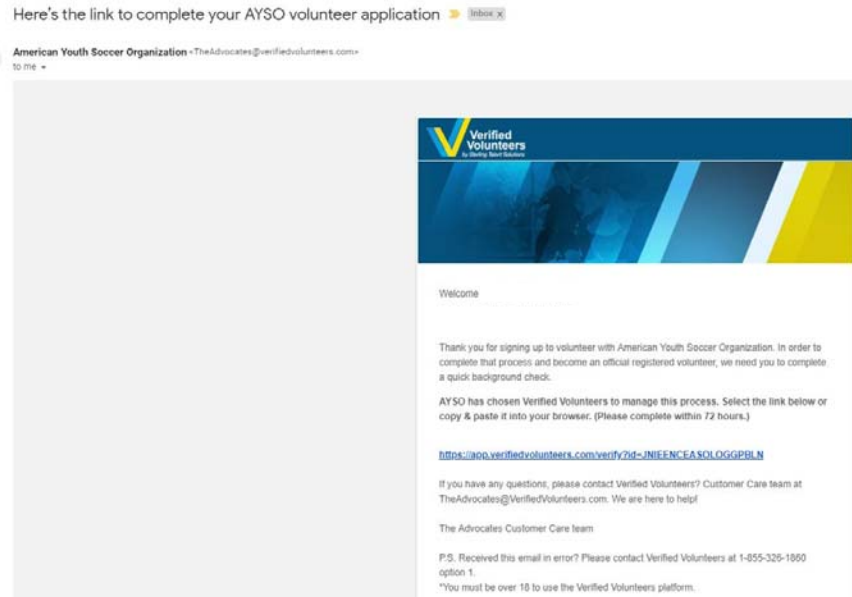 Here's the link to complete your AYSO volunteer application Inbox x
American Youth Soccer Organization <TheAdvocates@verifiedvolunteers.com>
to me
Verified
Volunteers
by Sterling Talent Solutions
Welcome
Thank you for signing up to volunteer with American Youth Soccer Organization. In order to
complete that process and become an official registered volunteer, we need you to complete
a quick background check.
AYSO has chosen Verified Volunteers to manage this process. Select the link below or
copy & paste it into your browser. (Please complete within 72 hours.)
https://app.verifiedvolunteers.com/verify?id=JNIEENCEASOLOGGPBLN
If you have any questions, please contact Verified Volunteers? Customer Care team at
TheAdvocates@VerifiedVolunteers.com. We are here to help!
The Advocates Customer Care team
P.S. Received this email in error? Please contact Verified Volunteers at 1-855-326-1860
option 1.
*You must be over 18 to use the Verified Volunteers platform.